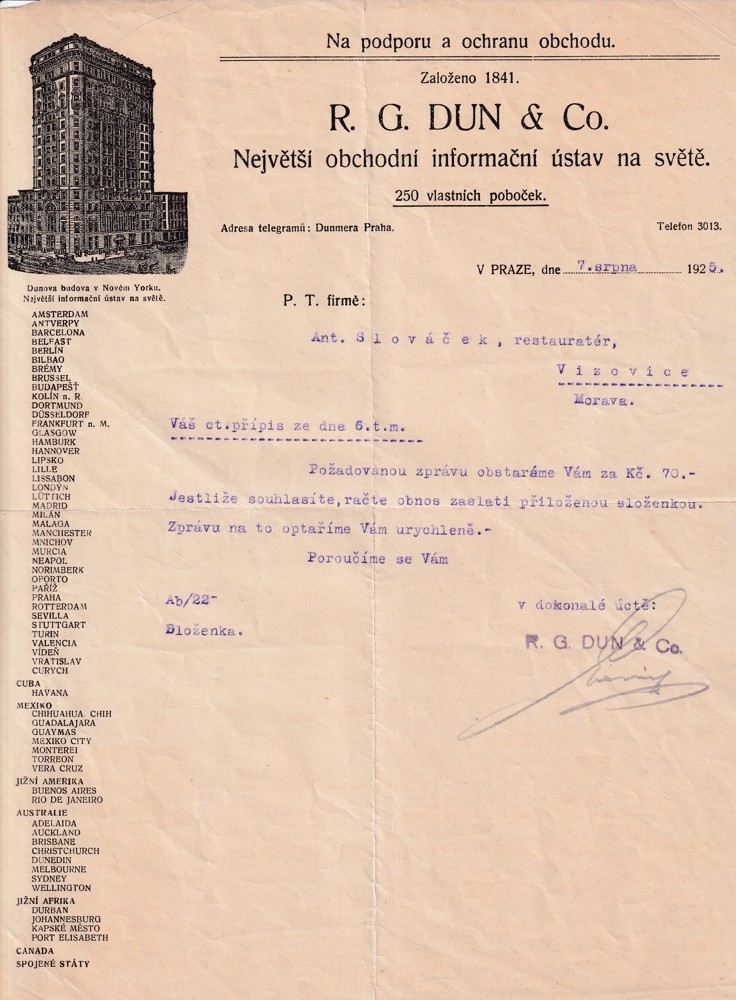 Na podporu a ochranu obchodu.
Založeno 1841.
R. G. DUN & Co.
Největší obchodní informační ústav na světě.
250 vlastních poboček.
Adresa telegramů: Dunmera Praha.
Telefon 3013.
Dunova budova v Novém Yorku.
Největší informační ústav na světě.
V PRAZE, dne 7.srpna 1925.
P. T. firmě:
Ant. Slováček, restauratér,
Vizovice
Morava.
Váš ct.přípis ze dne 6.t.m.
Požadovanou zprávu obstaráme Vám za Kč. 70.-
Jestliže souhlasíte,račte obnos zaslati přiloženou složenkou.
Zprávu na to optaříme Vám urychleně.-
Poroučíme se Vám
Ab/22-
v dokonalé úctě:
Složenka.
R. G. DUN & Co.
AMSTERDAM
ANTVERPY
BARCELONA
BELFAST
BERLÍN
BILBAO
BRÉMY
BRUSSEL
BUDAPEŠŤ
KOLÍN n. R.
DORTMUND
DÜSSELDORF
FRANKFURT n. M.
GLASGOW
HAMBURK
HANNOVER
LIPSKO
LILLE
LISSABON
LONDÝN
LÜTTICH
MADRID
MILÁN
MALAGA
MANCHESTER
MNICHOV
MURCIA
NEAPOL
NORIMBERK
OPORTO
PAŘÍŽ
PRAHA
ROTTERDAM
SEVILLA
STUTTGART
TURIN
VALENCIA
VÍDEŇ
VRATISLAV
CURYCH
CUBA
HAVANA
MEXIKO
CHIHUAHUA, CHIH
GUADALAJARA
GUAYMAS
MEXIKO CITY
MONTEREI
TORREON
VERA CRUZ
JIŽNÍ AMERIKA
BUENOS AIRES
RIO DE JANEIRO
AUSTRALIE
ADELAIDA
AUCKLAND
BRISBANE
CHRISTCHURCH
DUNEDIN
MELBOURNE
SYDNEY
WELLINGTON
JIŽNÍ AFRIKA
DURBAN
JOHANNESBURG
KAPSKÉ MĚSTO
PORT ELISABETH
CANADA
SPOJENÉ STÁTY